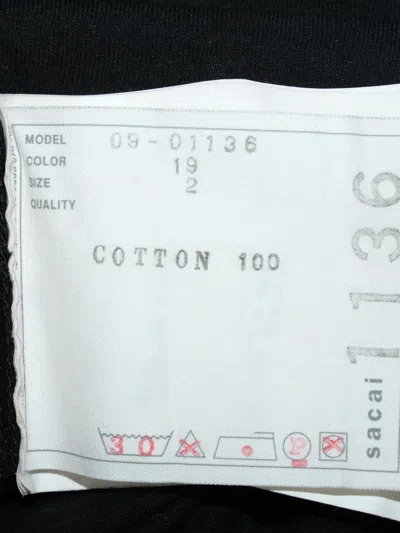 MODEL 09-01136
COLOR 19
SIZE 2
QUALITY
COTTON 100
30
P
sacai 1136